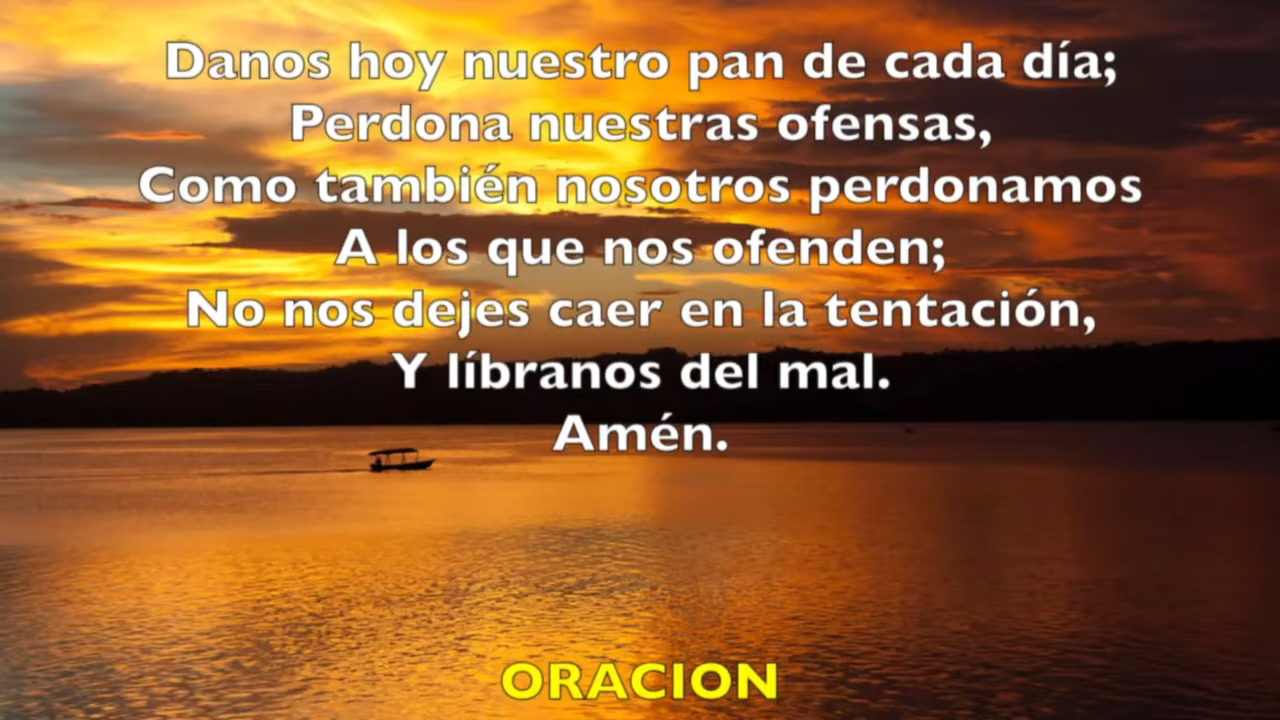 Danos hoy nuestro pan de cada día;
Perdona nuestras ofensas,
Como también nosotros perdonamos
A los que nos ofenden;
No nos dejes caer en la tentación,
Y líbranos del mal.
Amén.
ORACION